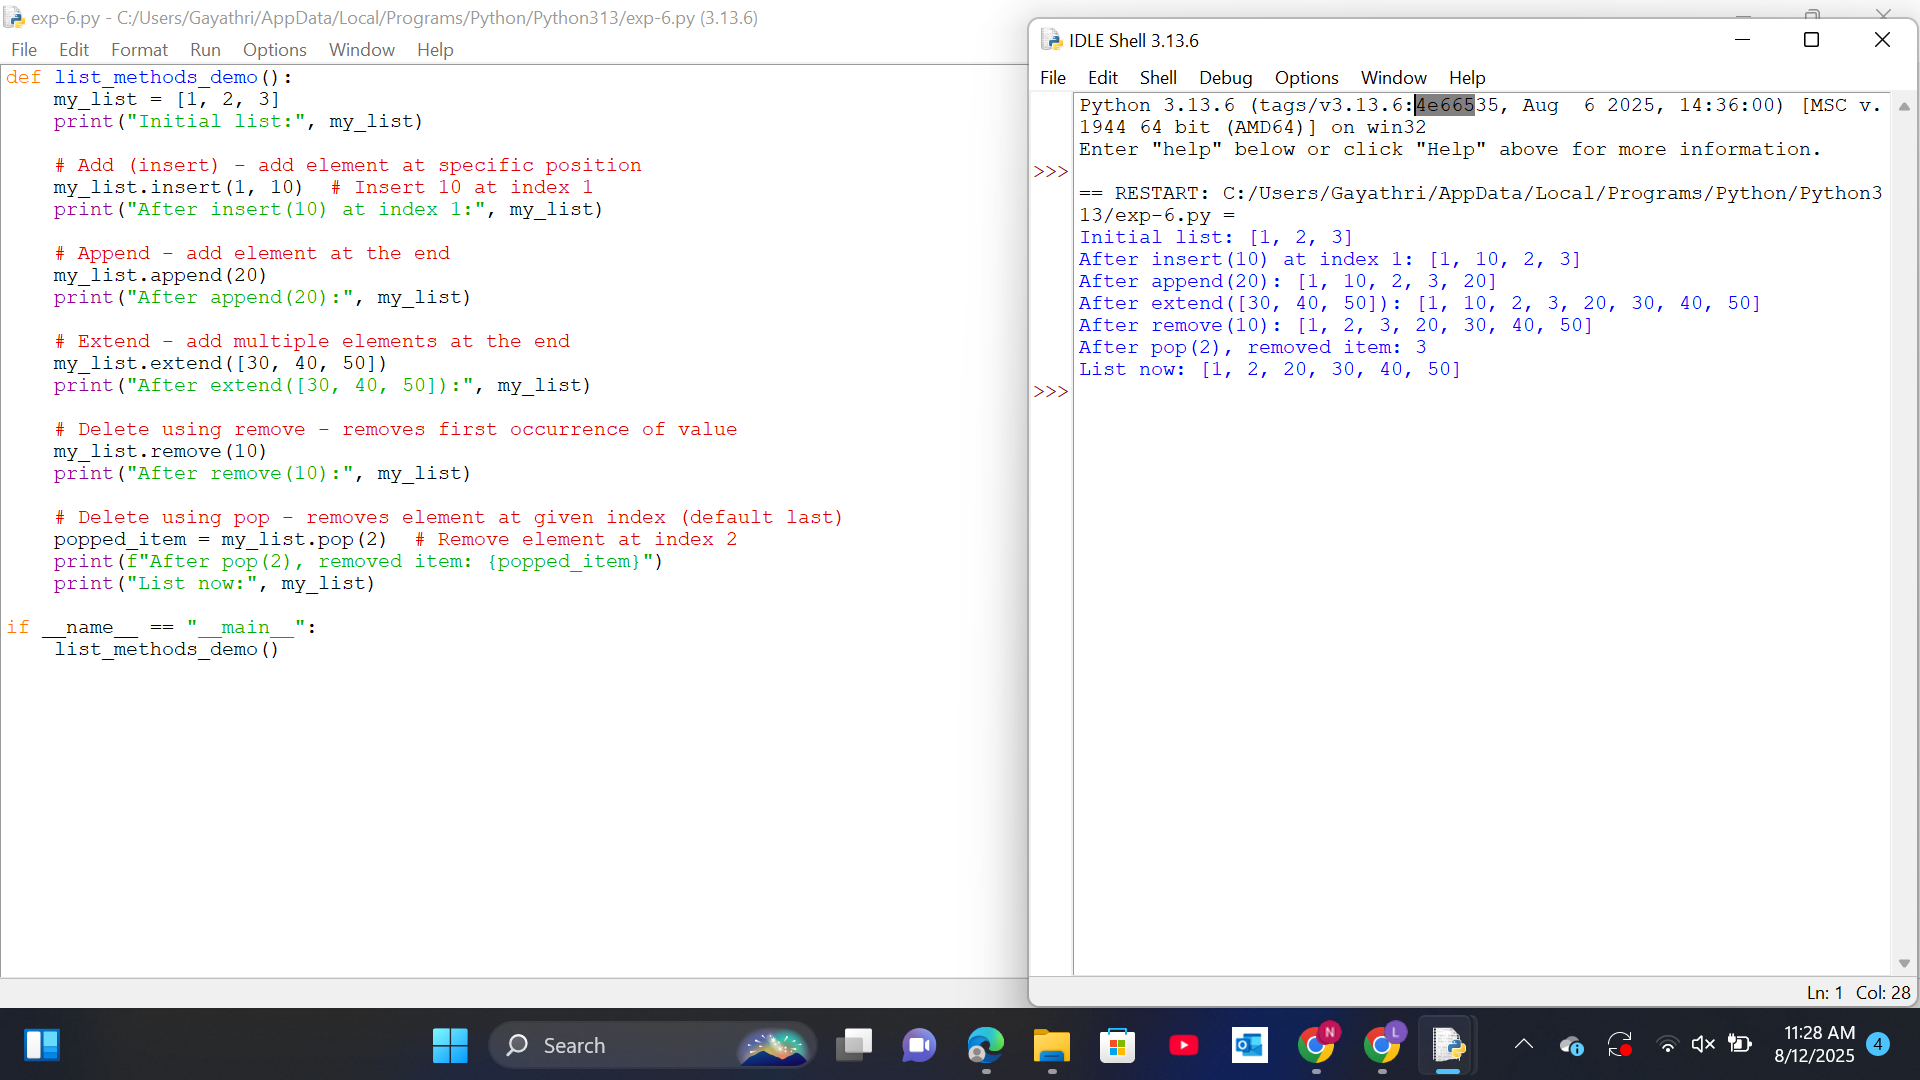 exp-6.py - C:/Users/Gayathri/AppData/Local/Programs/Python/Python313/exp-6.py (3.13.6)
File Edit Format Run Options Window Help
def list_methods_demo():
    my_list = [1, 2, 3]
    print("Initial list:", my_list)

    # Add (insert) - add element at specific position
    my_list.insert(1, 10)  # Insert 10 at index 1
    print("After insert(10) at index 1:", my_list)

    # Append - add element at the end
    my_list.append(20)
    print("After append(20):", my_list)

    # Extend - add multiple elements at the end
    my_list.extend([30, 40, 50])
    print("After extend([30, 40, 50]):", my_list)

    # Delete using remove - removes first occurrence of value
    my_list.remove(10)
    print("After remove(10):", my_list)

    # Delete using pop - removes element at given index (default last)
    popped_item = my_list.pop(2)  # Remove element at index 2
    print(f"After pop(2), removed item: {popped_item}")
    print("List now:", my_list)

if __name__ == "__main__":
    list_methods_demo()
IDLE Shell 3.13.6
File Edit Shell Debug Options Window Help
Python 3.13.6 (tags/v3.13.6:4e66535, Aug  6 2025, 14:36:00) [MSC v.
1944 64 bit (AMD64)] on win32
Enter "help" below or click "Help" above for more information.
>>>
== RESTART: C:/Users/Gayathri/AppData/Local/Programs/Python/Python3
13/exp-6.py =
Initial list: [1, 2, 3]
After insert(10) at index 1: [1, 10, 2, 3]
After append(20): [1, 10, 2, 3, 20]
After extend([30, 40, 50]): [1, 10, 2, 3, 20, 30, 40, 50]
After remove(10): [1, 2, 3, 20, 30, 40, 50]
After pop(2), removed item: 3
List now: [1, 2, 20, 30, 40, 50]
>>>
Ln: 1 Col: 28
Search
N
L
11:28 AM
8/12/2025
4